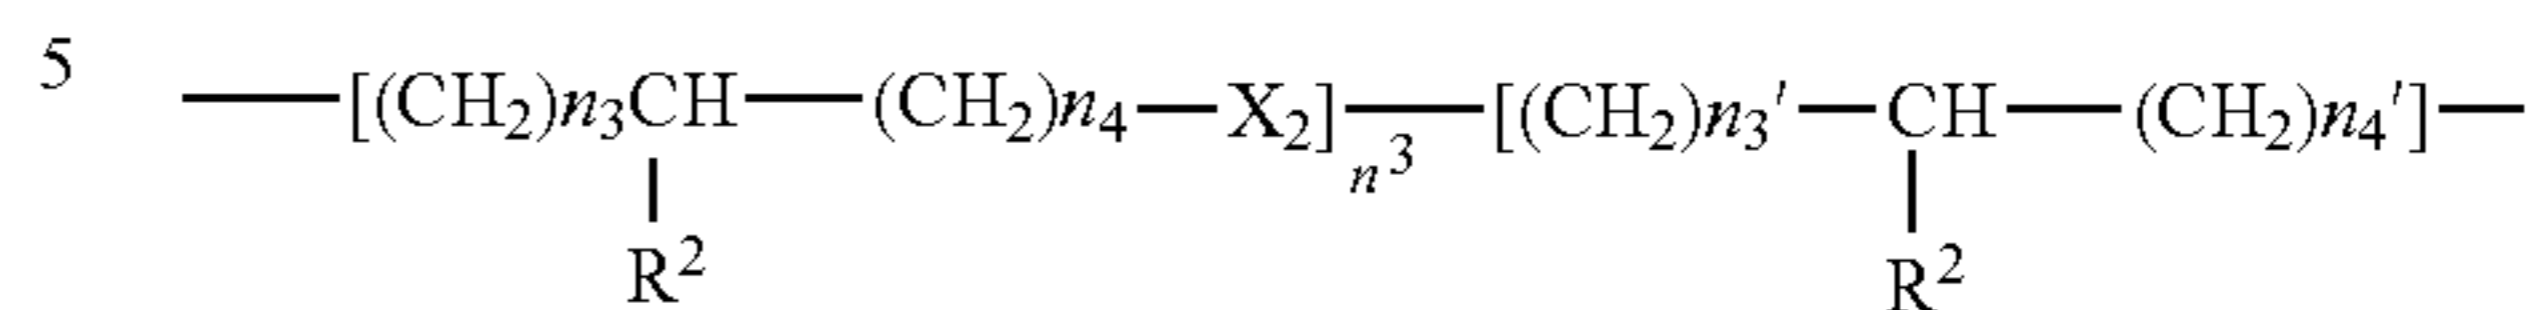 5
—[(CH₂)n₃CH—(CH₂)n₄—X₂]n³—[(CH₂)n₃′—CH—(CH₂)n₄′]—
R² R²